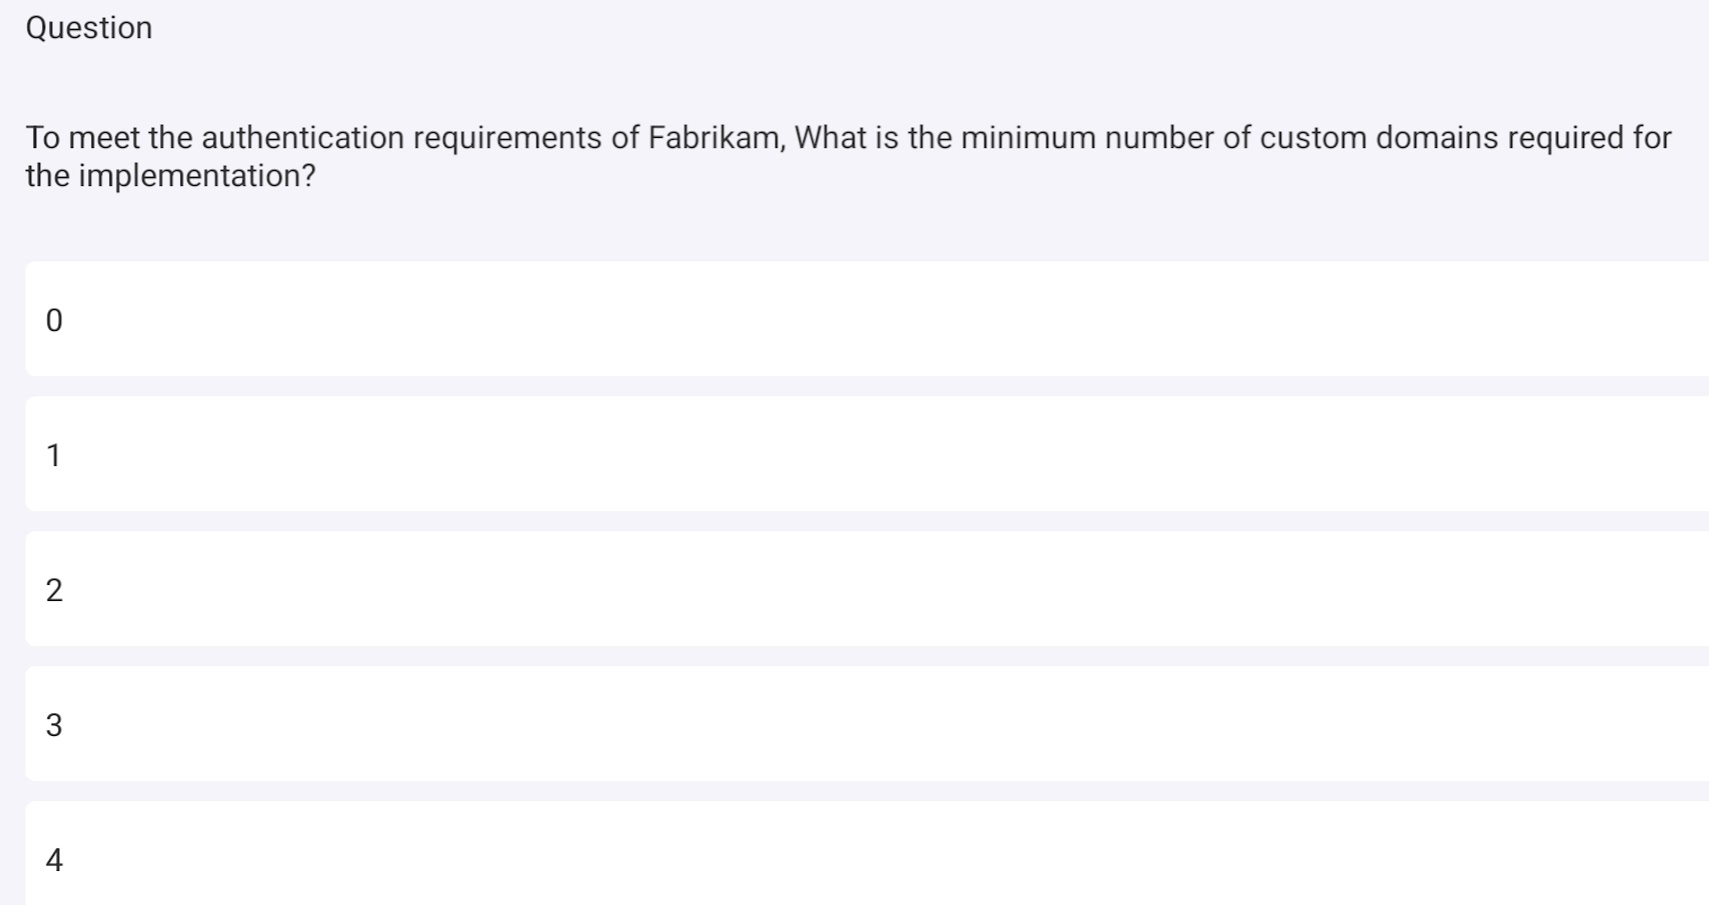 Question
To meet the authentication requirements of Fabrikam, What is the minimum number of custom domains required for
the implementation?
0
1
2
3
4